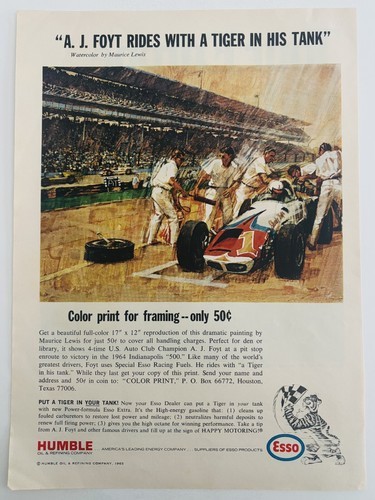 "A. J. FOYT RIDES WITH A TIGER IN HIS TANK"
Watercolor by Maurice Lewis
Color print for framing--only 50¢
Get a beautiful full-color 17" x 12" reproduction of this dramatic painting by
Maurice Lewis for just 50¢ to cover all handling charges. Perfect for den or
library, it shows 4-time U.S. Auto Club Champion A. J. Foyt at a pit stop
enroute to victory in the 1964 Indianapolis "500." Like many of the world's
greatest drivers, Foyt uses Special Esso Racing Fuels. He rides with "a Tiger
in his tank." While they last get your copy of this print. Send your name and
address and 50¢ in coin to: "COLOR PRINT," P. O. Box 66772, Houston,
Texas 77006.
PUT A TIGER IN YOUR TANK! Now your Esso Dealer can put a Tiger in your tank
with new Power-formula Esso Extra. It's the High-energy gasoline that: (1) cleans up
fouled carburetors to restore lost power and mileage; (2) neutralizes harmful deposits to
renew full firing power; (3) gives you the high octane for winning performance. Take a tip
from A. J. Foyt and other famous drivers and fill up at the sign of HAPPY MOTORING!®
HUMBLE
OIL & REFINING COMPANY
AMERICA'S LEADING ENERGY COMPANY
SUPPLIERS OF ESSO PRODUCTS
Esso
© HUMBLE OIL & REFINING COMPANY, 1965